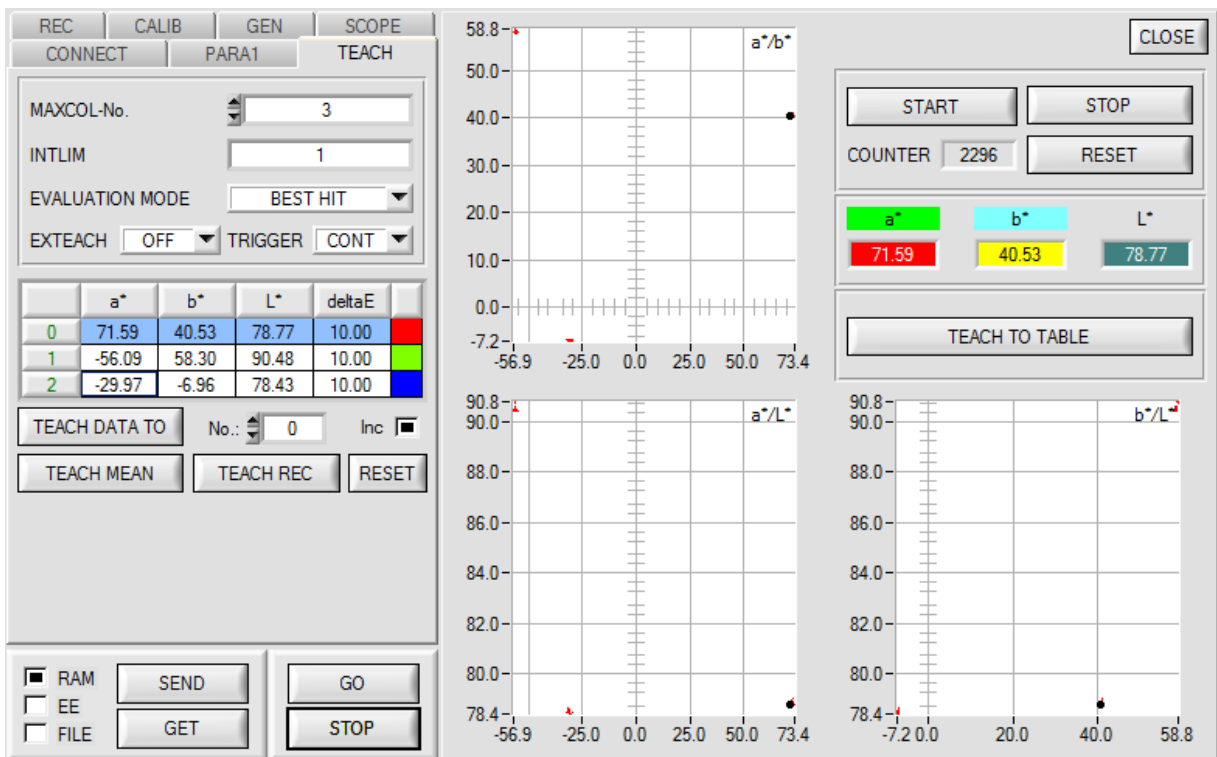 REC CALIB GEN SCOPE
CONNECT PARA1 TEACH
MAXCOL-No. 3
INTLIM 1
EVALUATION MODE BEST HIT
EXTEACH OFF TRIGGER CONT
a* b* L* deltaE
0 71.59 40.53 78.77 10.00
1 -56.09 58.30 90.48 10.00
2 -29.97 -6.96 78.43 10.00
TEACH DATA TO No.: 0 Inc
TEACH MEAN TEACH REC RESET
RAM
EE
FILE
SEND
GET
GO
STOP
a*/b*
58.8
50.0
40.0
30.0
20.0
10.0
0.0
-7.2
-56.9 -25.0 0.0 25.0 50.0 73.4
CLOSE
START STOP
COUNTER 2296 RESET
a* b* L*
71.59 40.53 78.77
TEACH TO TABLE
a*/L*
90.8
90.0
88.0
86.0
84.0
82.0
80.0
78.4
-56.9 -25.0 0.0 25.0 50.0 73.4
b*/L*
90.8
90.0
88.0
86.0
84.0
82.0
80.0
78.4
-7.2 0.0 20.0 40.0 58.8